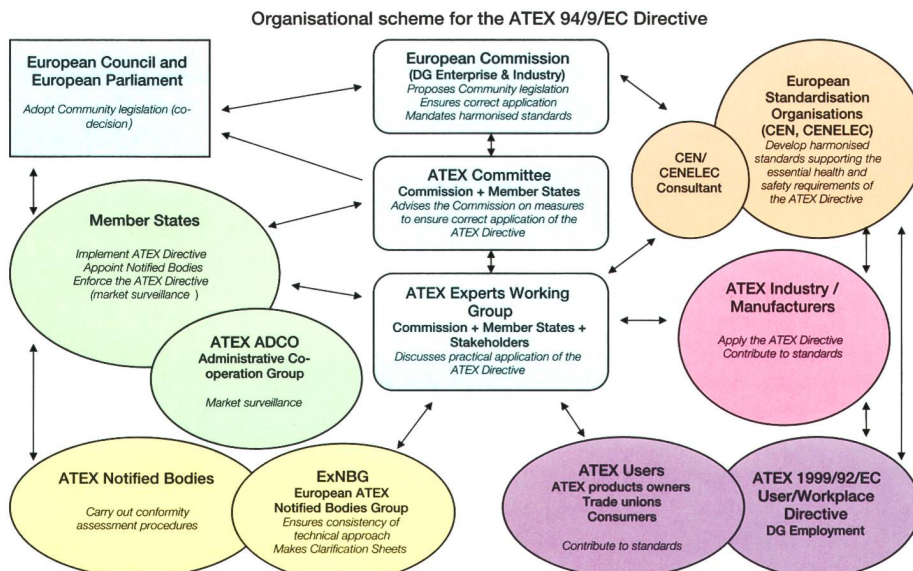 Organisational scheme for the ATEX 94/9/EC Directive
European Council and
European Parliament
Adopt Community legislation (co-
decision)
European Commission
(DG Enterprise & Industry)
Proposes Community legislation
Ensures correct application
Mandates harmonised standards
European
Standardisation
Organisations
(CEN, CENELEC)
Develop harmonised
standards supporting the
essential health and
safety requirements of
the ATEX Directive
CEN/
CENELEC
Consultant
ATEX Committee
Commission + Member States
Advises the Commission on measures
to ensure correct application of the
ATEX Directive
Member States
Implement ATEX Directive
Appoint Notified Bodies
Enforce the ATEX Directive
(market surveillance )
ATEX Experts Working
Group
Commission + Member States +
Stakeholders
Discusses practical application of the
ATEX Directive
ATEX Industry /
Manufacturers
Apply the ATEX Directive
Contribute to standards
ATEX ADCO
Administrative Co-
operation Group
Market surveillance
ATEX Notified Bodies
Carry out conformity
assessment procedures
ExNBG
European ATEX
Notified Bodies Group
Ensures consistency of
technical approach
Makes Clarification Sheets
ATEX Users
ATEX products owners
Trade unions
Consumers
Contribute to standards
ATEX 1999/92/EC
User/Workplace
Directive
DG Employment